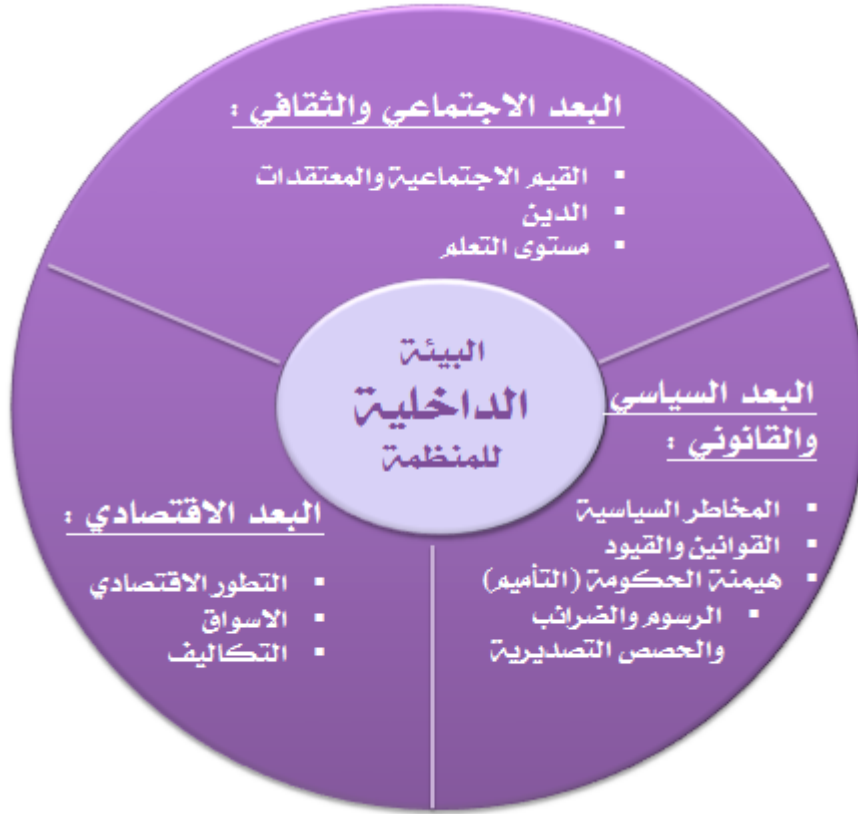 البعد الاجتماعي والثقافي :
▪ القيم الاجتماعية والمعتقدات
▪ الدين
▪ مستوى التعلم
البيئة
الداخلية
للمنظمة
البعد السياسي
والقانوني :
▪ المخاطر السياسية
▪ القوانين والقيود
▪ هيمنة الحكومة (التأميم)
▪ الرسوم والضرائب
والحصص التصديرية
البعد الاقتصادي :
▪ التطور الاقتصادي
▪ الاسواق
▪ التكاليف